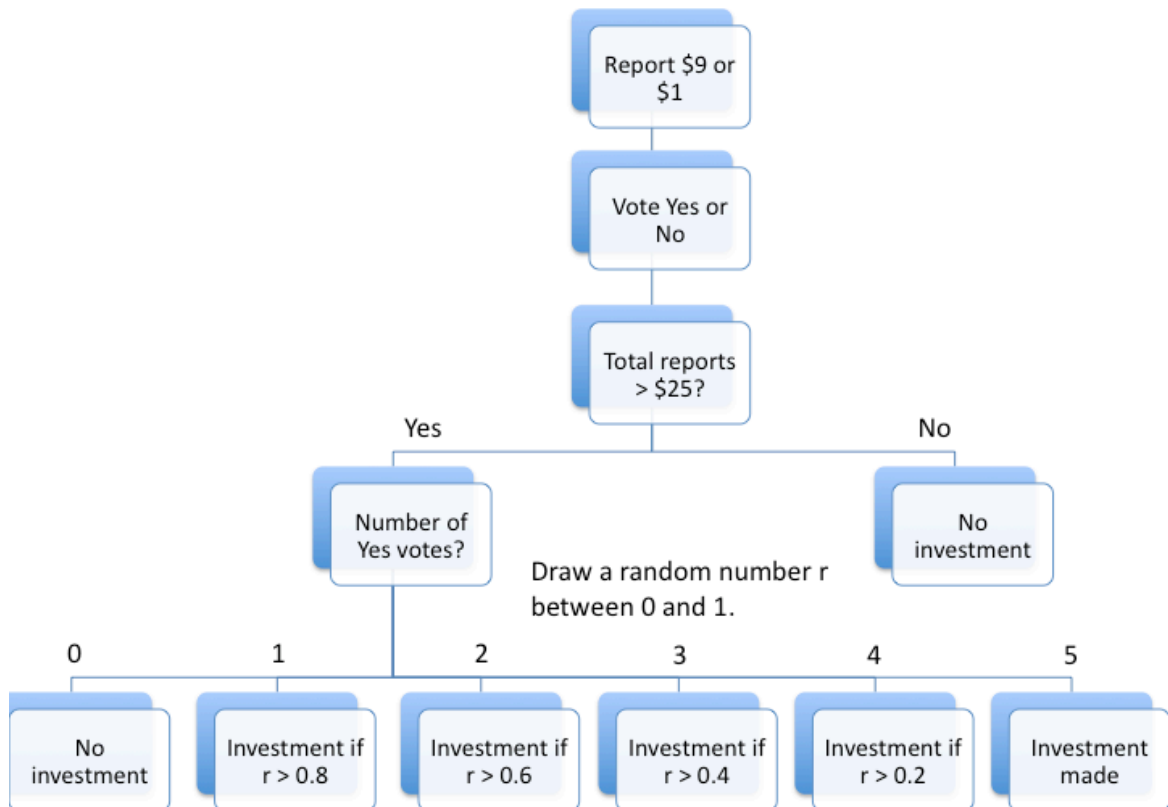 Report $9 or
$1
Vote Yes or
No
Total reports
> $25?
Yes
No
Number of
Yes votes?
No
investment
Draw a random number r
between 0 and 1.
0
1
2
3
4
5
No
investment
Investment if
r > 0.8
Investment if
r > 0.6
Investment if
r > 0.4
Investment if
r > 0.2
Investment
made